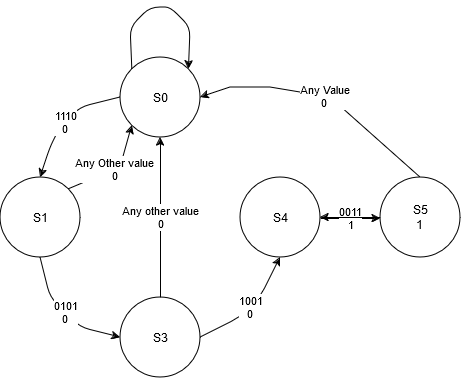 S0
Any Value
0
1110
0
Any Other value
0
S1
Any other value
0
S4
0011
1
S5
1
0101
0
1001
0
S3